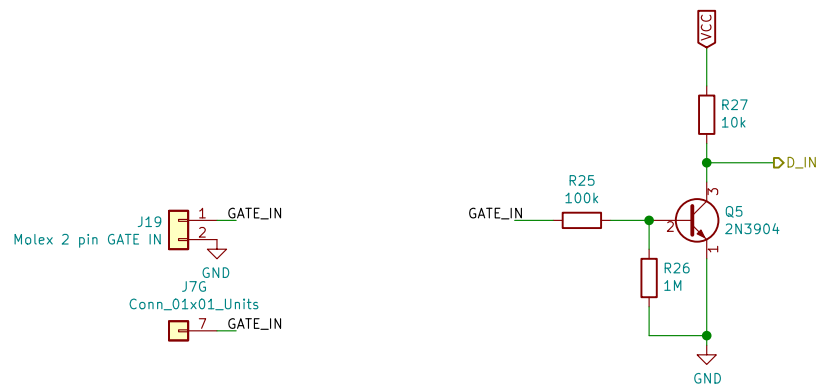 VCC
R27
10k
D_IN
R25
100k
GATE_IN
3
Q5
2N3904
2
1
R26
1M
GND
J19
Molex 2 pin GATE IN
1
GATE_IN
2
GND
J7G
Conn_01x01_Units
7
GATE_IN